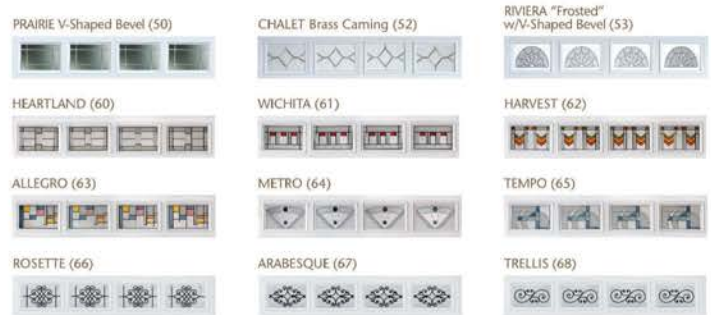 PRAIRIE V-Shaped Bevel (50)
CHALET Brass Caming (52)
RIVIERA "Frosted"
w/V-Shaped Bevel (53)
HEARTLAND (60)
WICHITA (61)
HARVEST (62)
ALLEGRO (63)
METRO (64)
TEMPO (65)
ROSETTE (66)
ARABESQUE (67)
TRELLIS (68)